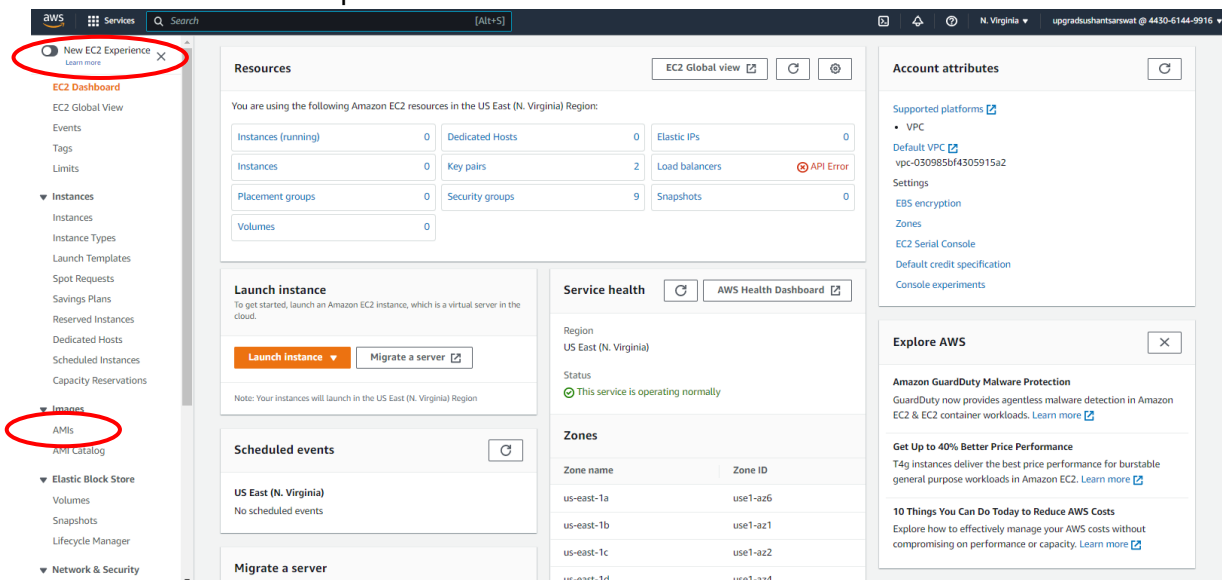 aws
Services
Search
[Alt+S]
N. Virginia
upgradsushantsarswat @ 4430-6144-9916
New EC2 Experience
Learn more
EC2 Dashboard
EC2 Global View
Events
Tags
Limits
Instances
Instances
Instance Types
Launch Templates
Spot Requests
Savings Plans
Reserved Instances
Dedicated Hosts
Scheduled Instances
Capacity Reservations
Images
AMIs
AMI Catalog
Elastic Block Store
Volumes
Snapshots
Lifecycle Manager
Network & Security
Resources
EC2 Global view
You are using the following Amazon EC2 resources in the US East (N. Virginia) Region:
Instances (running) 0 Dedicated Hosts 0 Elastic IPs 0
Instances 0 Key pairs 2 Load balancers API Error
Placement groups 0 Security groups 9 Snapshots 0
Volumes 0
Launch instance
To get started, launch an Amazon EC2 instance, which is a virtual server in the
cloud.
Launch instance Migrate a server
Note: Your instances will launch in the US East (N. Virginia) Region
Scheduled events
US East (N. Virginia)
No scheduled events
Migrate a server
Service health AWS Health Dashboard
Region
US East (N. Virginia)
Status
This service is operating normally
Zones
Zone name Zone ID
us-east-1a use1-az6
us-east-1b use1-az1
us-east-1c use1-az2
us-east-1d use1-az4
Account attributes
Supported platforms
• VPC
Default VPC
vpc-030985bf4305915a2
Settings
EBS encryption
Zones
EC2 Serial Console
Default credit specification
Console experiments
Explore AWS
Amazon GuardDuty Malware Protection
GuardDuty now provides agentless malware detection in Amazon
EC2 & EC2 container workloads. Learn more
Get Up to 40% Better Price Performance
T4g instances deliver the best price performance for burstable
general purpose workloads in Amazon EC2. Learn more
10 Things You Can Do Today to Reduce AWS Costs
Explore how to effectively manage your AWS costs without
compromising on performance or capacity. Learn more